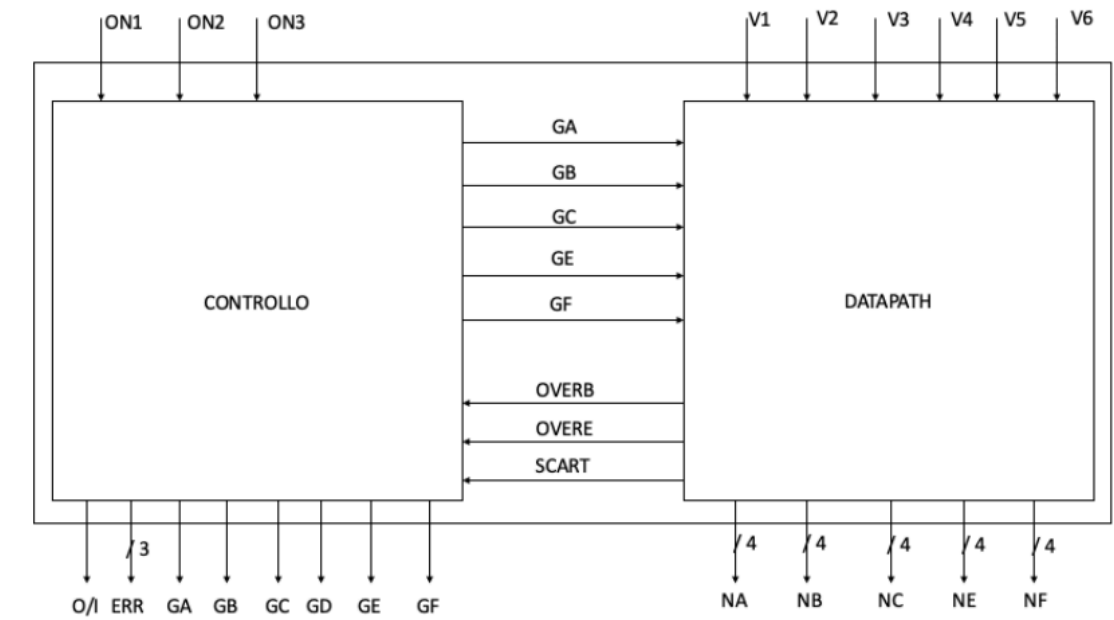 ON1 ON2 ON3 V1 V2 V3 V4 V5 V6
GA
GB
GC
GE
GF
CONTROLLO DATAPATH
OVERB
OVERE
SCART
/ 3 / 4 / 4 / 4 / 4 / 4
O/I ERR GA GB GC GD GE GF NA NB NC NE NF